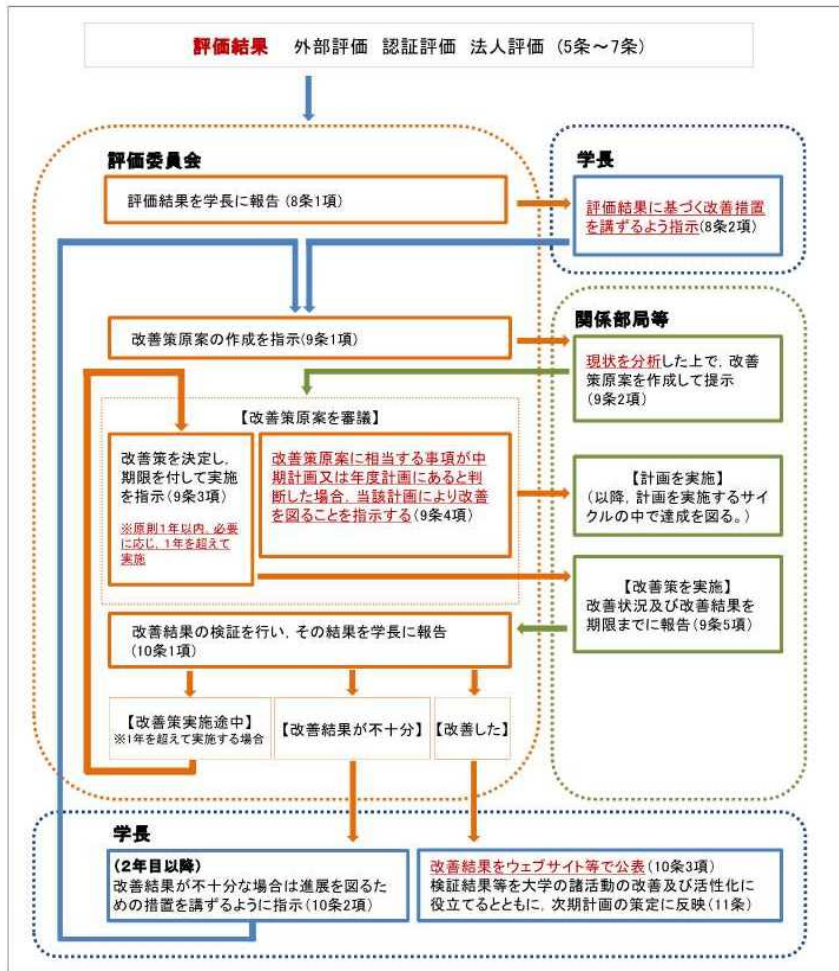 評価結果 外部評価 認証評価 法人評価 (5条～7条)
評価委員会
学長
評価結果を学長に報告 (8条1項)
評価結果に基づく改善措置
を講ずるよう指示(8条2項)
関係部局等
改善策原案の作成を指示(9条1項)
現状を分析した上で，改善
策原案を作成して提示
(9条2項)
【改善策原案を審議】
改善策を決定し，
期限を付して実施
を指示(9条3項)
※原則1年以内，必要
に応じ，1年を超えて
実施
改善策原案に相当する事項が中
期計画又は年度計画にあると判
断した場合，当該計画により改善
を図ることを指示する(9条4項)
【計画を実施】
(以降，計画を実施するサイ
クルの中で達成を図る。)
【改善策を実施】
改善状況及び改善結果を
期限までに報告(9条5項)
改善結果の検証を行い，その結果を学長に報告
(10条1項)
【改善策実施途中】
※1年を超えて実施する場合
【改善結果が不十分】
【改善した】
学長
(2年目以降)
改善結果が不十分な場合は進展を図るた
めの措置を講ずるように指示(10条2項)
改善結果をウェブサイト等で公表(10条3項)
検証結果等を大学の諸活動の改善及び活性化に
役立てるとともに，次期計画の策定に反映(11条)